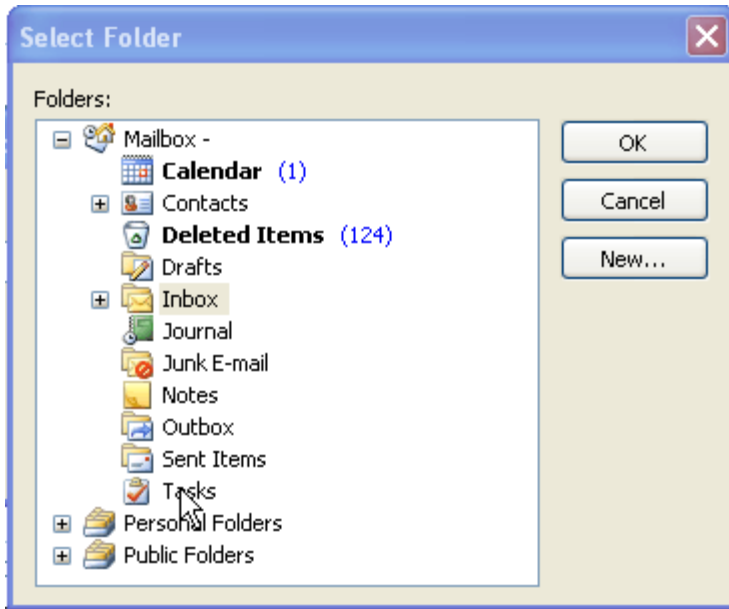 Select Folder
Folders:
Mailbox -
Calendar (1)
Contacts
Deleted Items (124)
Drafts
Inbox
Journal
Junk E-mail
Notes
Outbox
Sent Items
Tasks
Personal Folders
Public Folders
OK
Cancel
New...